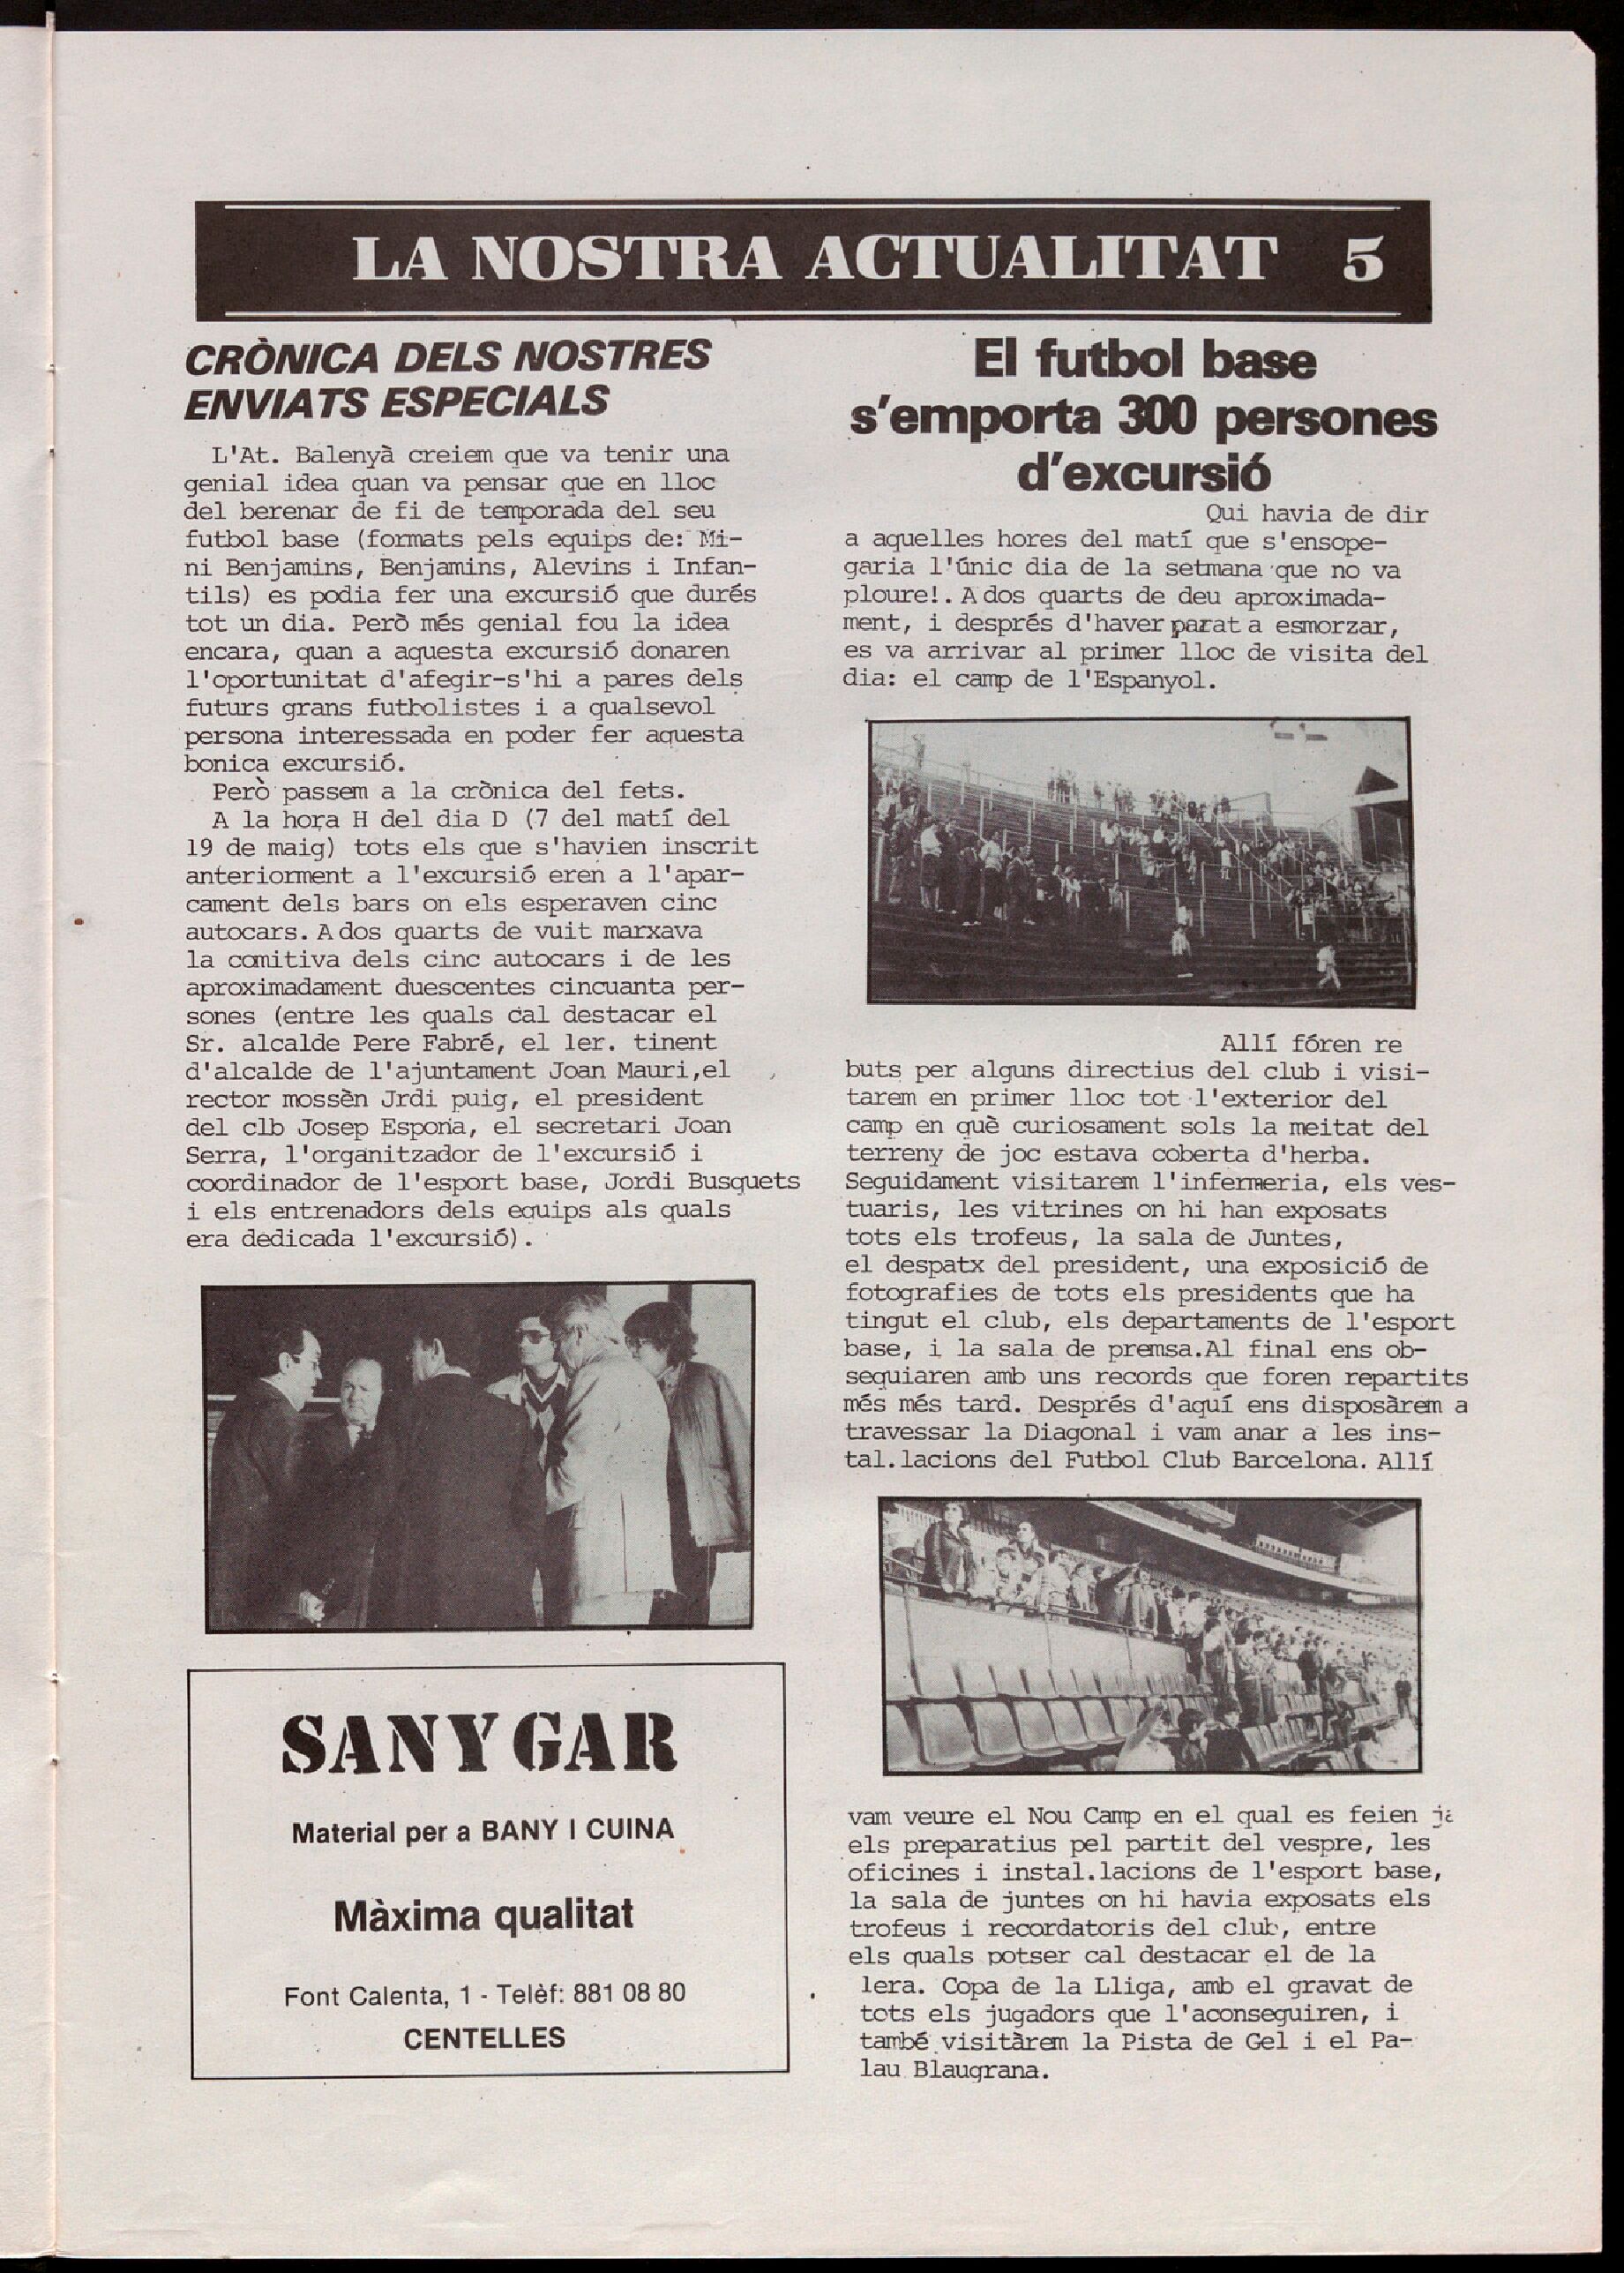 LA NOSTRA ACTUALITAT 5
CRÒNICA DELS NOSTRES
ENVIATS ESPECIALS
L'At. Balenyà creiem que va tenir una
genial idea quan va pensar que en lloc
del berenar de fi de temporada del seu
futbol base (formats pels equips de: Mi-
ni Benjamins, Benjamins, Alevins i Infan-
tils) es podia fer una excursió que durés
tot un dia. Però més genial fou la idea
encara, quan a aquesta excursió donaren
l'oportunitat d'afegir-s'hi a pares dels
futurs grans futbolistes i a qualsevol
persona interessada en poder fer aquesta
bonica excursió.
Però passem a la crònica del fets.
A la hora H del dia D (7 del matí del
19 de maig) tots els que s'havien inscrit
anteriorment a l'excursió eren a l'apar-
cament dels bars on els esperaven cinc
autocars. A dos quarts de vuit marxava
la comitiva dels cinc autocars i de les
aproximadament duescentes cincuanta per-
sones (entre les quals cal destacar el
Sr. alcalde Pere Fabré, el 1er. tinent
d'alcalde de l'ajuntament Joan Mauri,el
rector mossèn Jrdi puig, el president
del clb Josep Esporia, el secretari Joan
Serra, l'organitzador de l'excursió i
coordinador de l'esport base, Jordi Busquets
i els entrenadors dels equips als quals
era dedicada l'excursió).
SANYGAR
Material per a BANY I CUINA
Màxima qualitat
Font Calenta, 1 - Telèf: 881 08 80
CENTELLES
El futbol base
s'emporta 300 persones
d'excursió
Qui havia de dir
a aquelles hores del matí que s'ensope-
garia l'únic dia de la setmana que no va
ploure!. A dos quarts de deu aproximada-
ment, i després d'haver parat a esmorzar,
es va arrivar al primer lloc de visita del
dia: el camp de l'Espanyol.
Allí fóren re
buts per alguns directius del club i visi-
tarem en primer lloc tot l'exterior del
camp en què curiosament sols la meitat del
terreny de joc estava coberta d'herba.
Seguidament visitarem l'infermeria, els ves-
tuaris, les vitrines on hi han exposats
tots els trofeus, la sala de Juntes,
el despatx del president, una exposició de
fotografies de tots els presidents que ha
tingut el club, els departaments de l'esport
base, i la sala de premsa.Al final ens ob-
sequiaren amb uns records que foren repartits
més més tard. Després d'aquí ens disposàrem a
travessar la Diagonal i vam anar a les ins-
tal.lacions del Futbol Club Barcelona. Allí
vam veure el Nou Camp en el qual es feien ja
els preparatius pel partit del vespre, les
oficines i instal.lacions de l'esport base,
la sala de juntes on hi havia exposats els
trofeus i recordatoris del club, entre
els quals potser cal destacar el de la
1era. Copa de la Lliga, amb el gravat de
tots els jugadors que l'aconseguiren, i
també visitàrem la Pista de Gel i el Pa-
lau Blaugrana.